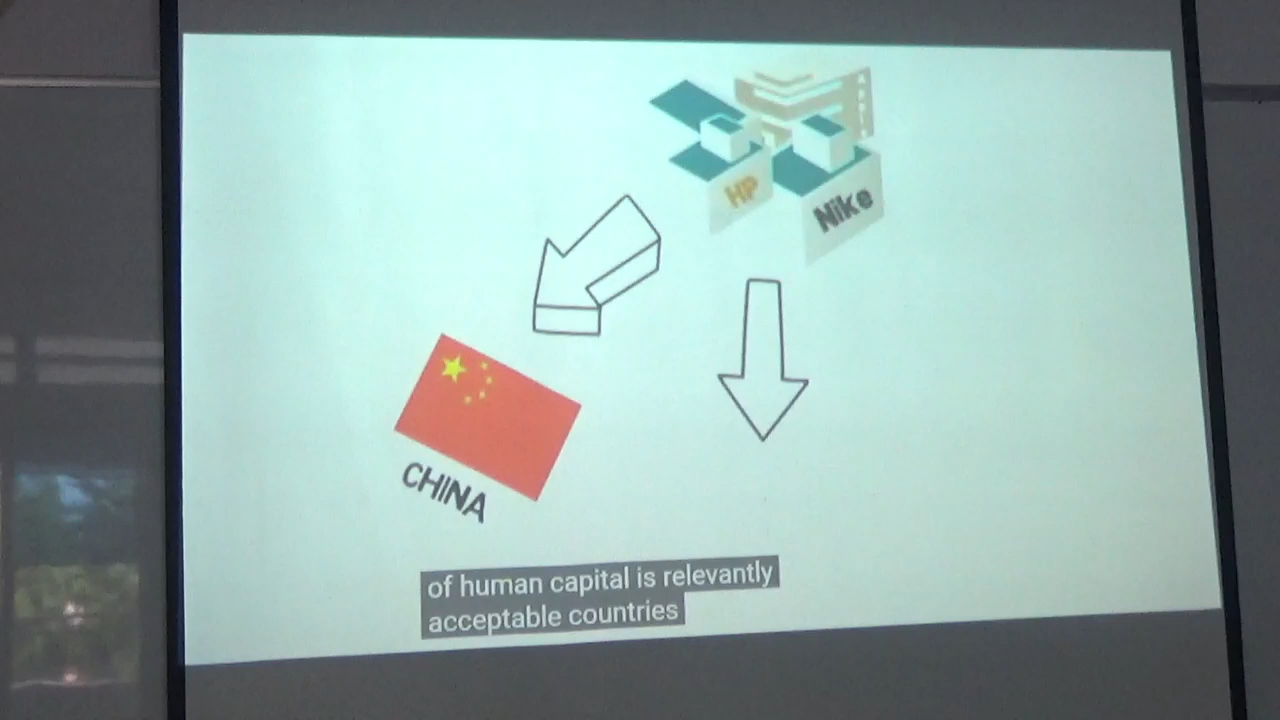 HP
Nike
CHINA
of human capital is relevantly
acceptable countries